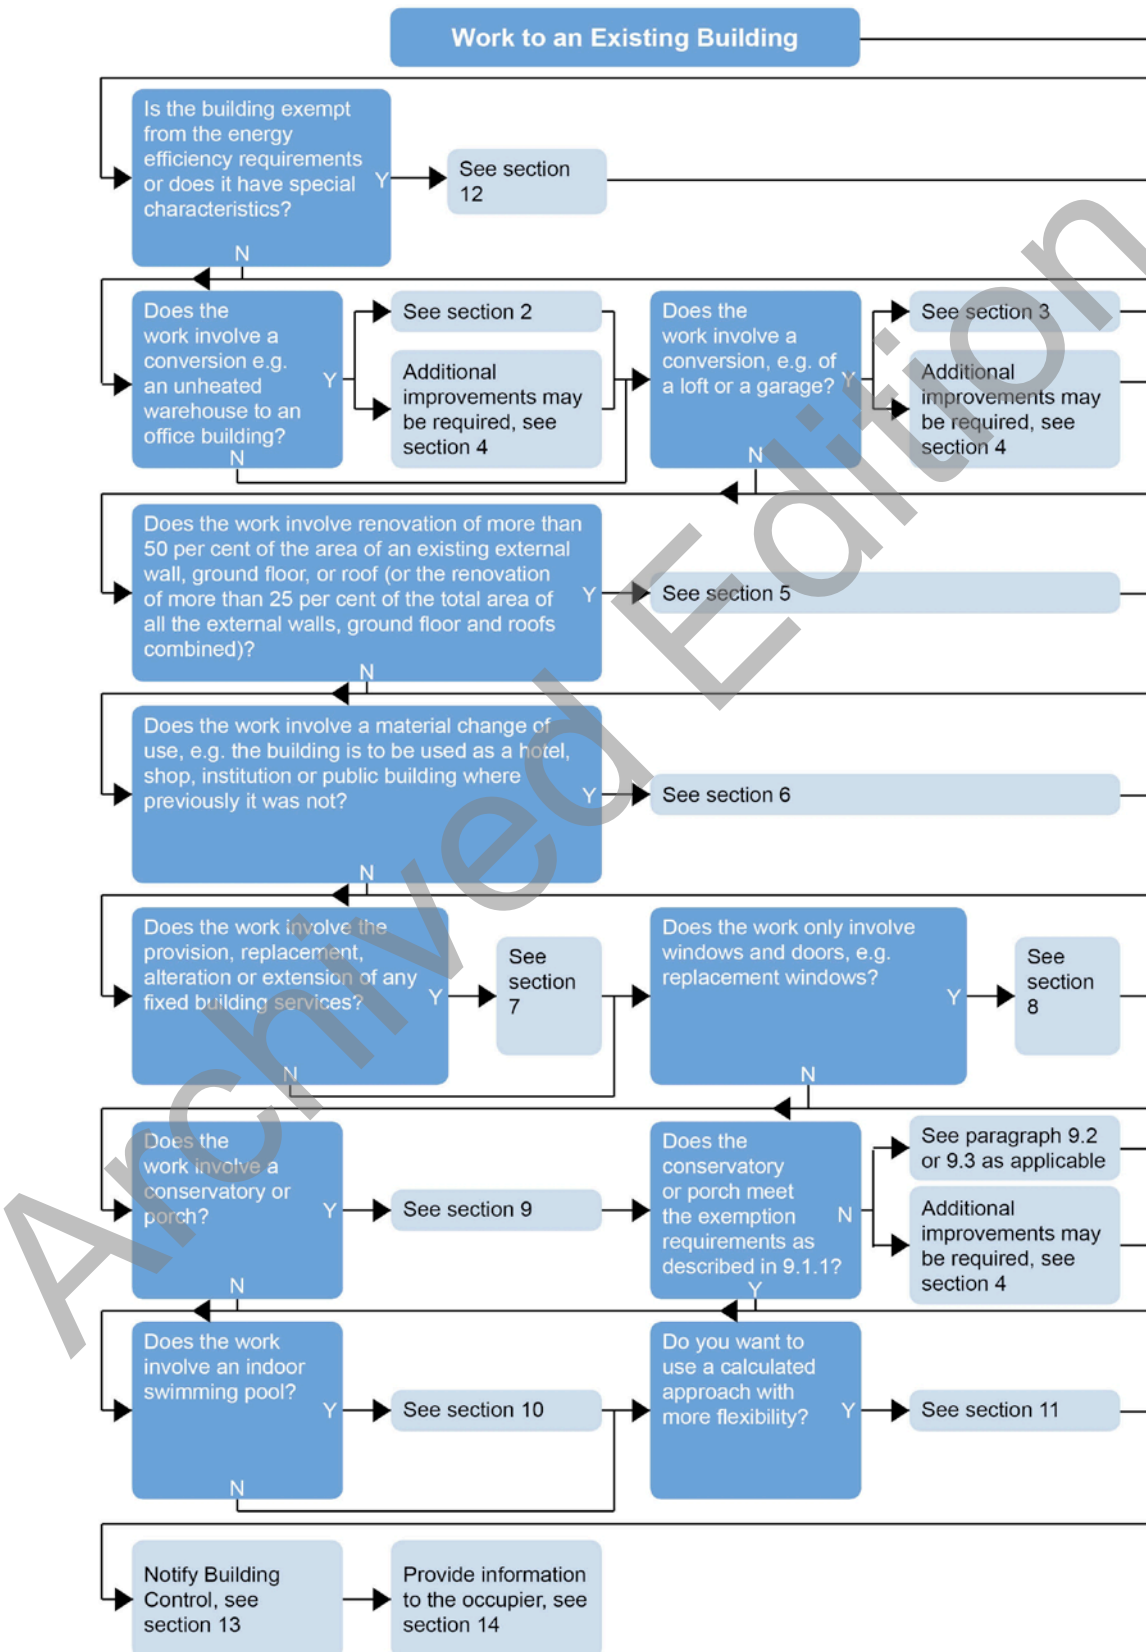 Work to an Existing Building
Is the building exempt
from the energy
efficiency requirements
or does it have special
characteristics?
Y
N
See section
12
Does the
work involve a
conversion e.g.
an unheated
warehouse to an
office building?
Y
N
See section 2
Additional
improvements may
be required, see
section 4
Does the
work involve a
conversion, e.g. of
a loft or a garage?
Y
N
See section 3
Additional
improvements may
be required, see
section 4
Does the work involve renovation of more than
50 per cent of the area of an existing external
wall, ground floor, or roof (or the renovation
of more than 25 per cent of the total area of
all the external walls, ground floor and roofs
combined)?
Y
N
See section 5
Does the work involve a material change of
use, e.g. the building is to be used as a hotel,
shop, institution or public building where
previously it was not?
Y
N
See section 6
Does the work involve the
provision, replacement,
alteration or extension of any
fixed building services?
Y
N
See
section
7
Does the work only involve
windows and doors, e.g.
replacement windows?
Y
N
See
section
8
Does the
work involve a
conservatory or
porch?
Y
N
See section 9
Does the
conservatory
or porch meet
the exemption
requirements as
described in 9.1.1?
N
Y
See paragraph 9.2
or 9.3 as applicable
Additional
improvements may
be required, see
section 4
Does the work
involve an indoor
swimming pool?
Y
N
See section 10
Do you want to
use a calculated
approach with
more flexibility?
Y
See section 11
Notify Building
Control, see
section 13
Provide information
to the occupier, see
section 14
Archived Edition